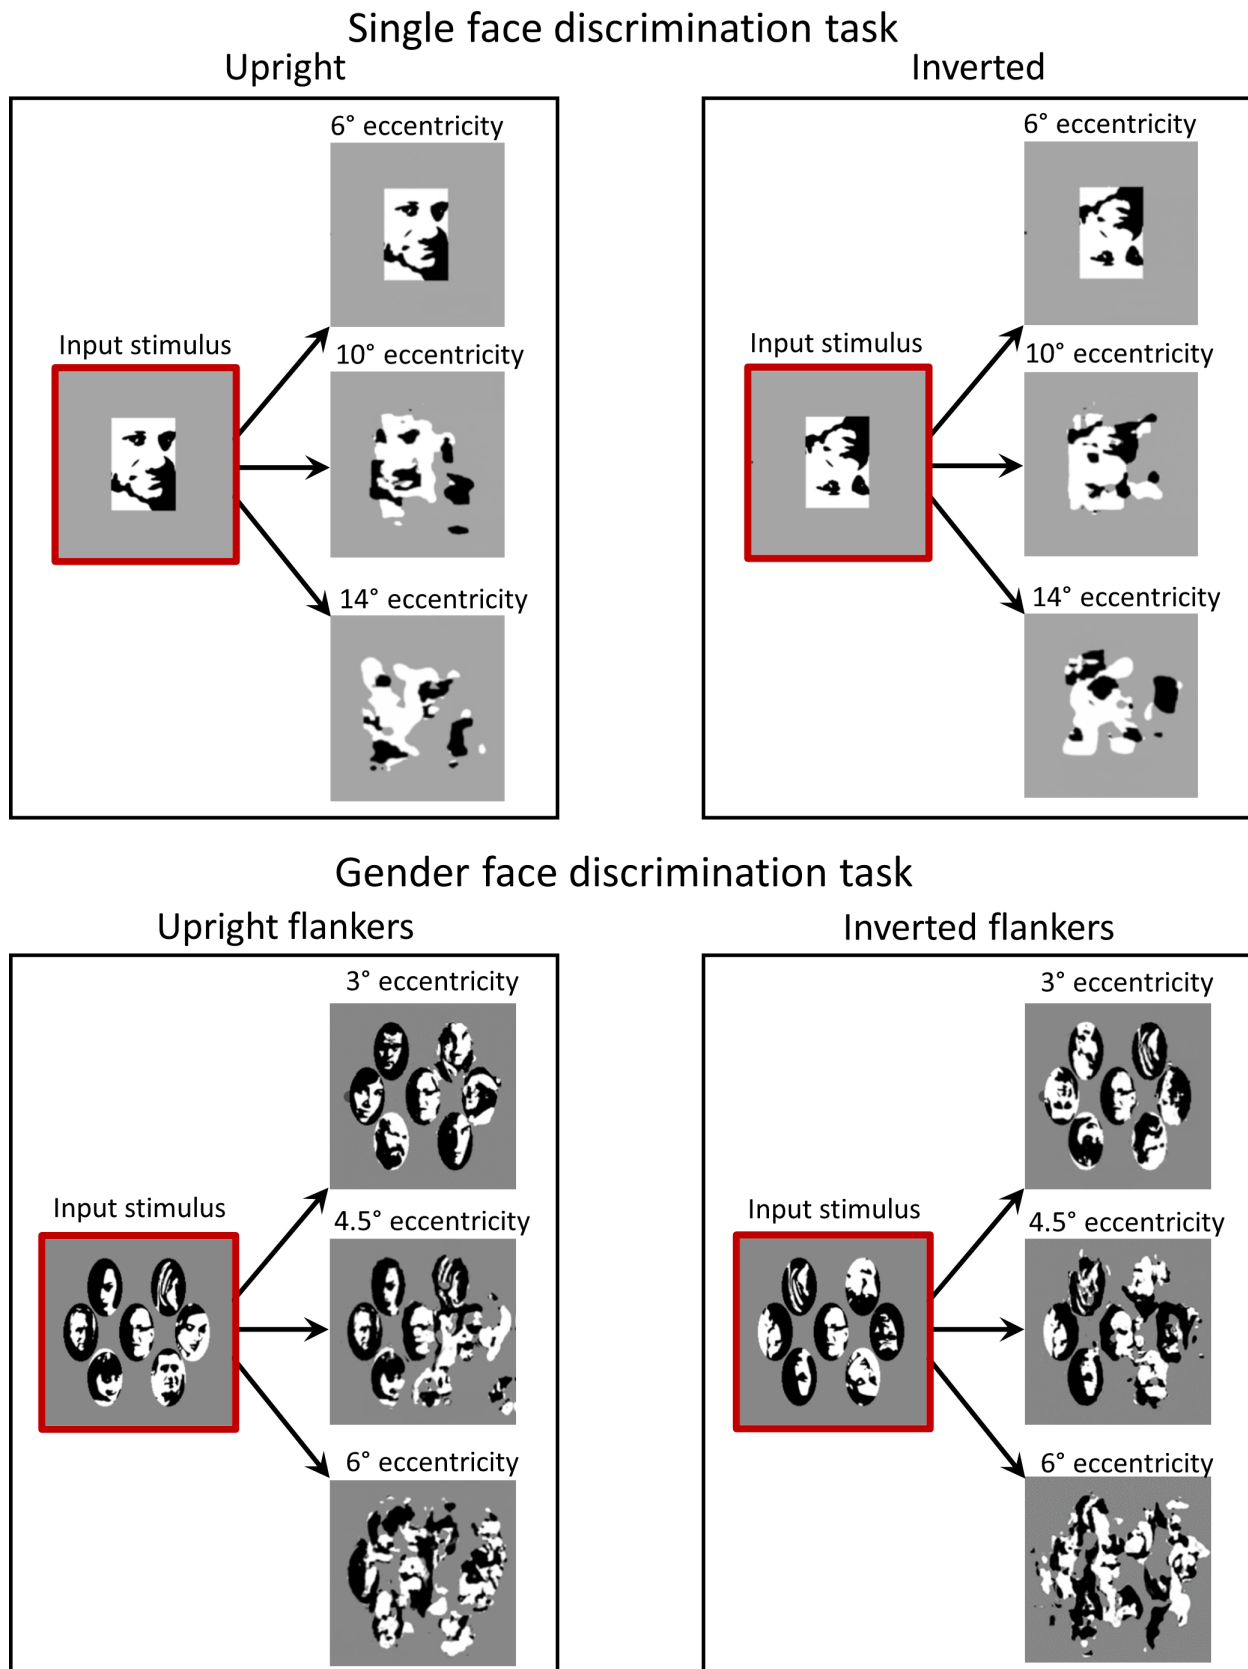 Single face discrimination task
Upright
Inverted
6° eccentricity
Input stimulus
10° eccentricity
14° eccentricity
6° eccentricity
Input stimulus
10° eccentricity
14° eccentricity
Gender face discrimination task
Upright flankers
Inverted flankers
3° eccentricity
Input stimulus
4.5° eccentricity
6° eccentricity
3° eccentricity
Input stimulus
4.5° eccentricity
6° eccentricity